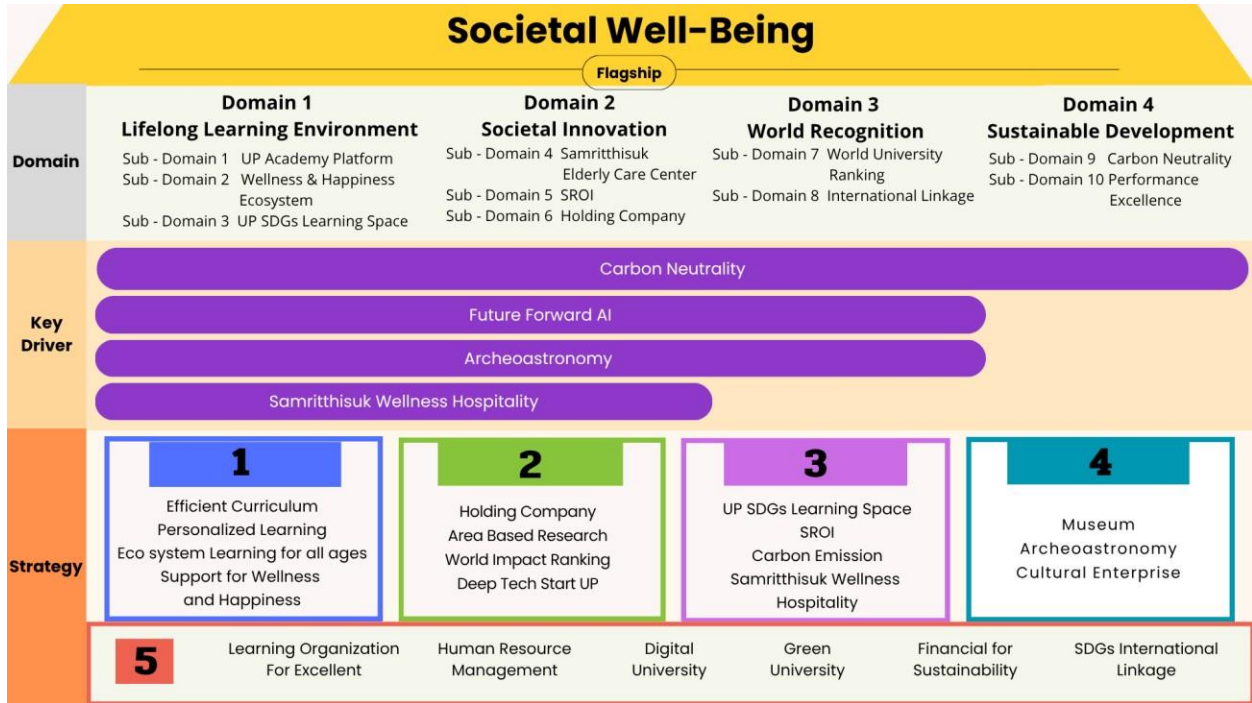 Societal Well-Being
Flagship
Domain
Domain 1
Lifelong Learning Environment
Sub - Domain 1 UP Academy Platform
Sub - Domain 2 Wellness & Happiness
Ecosystem
Sub - Domain 3 UP SDGs Learning Space
Domain 2
Societal Innovation
Sub - Domain 4 Samritthisuk
Elderly Care Center
Sub - Domain 5 SROI
Sub - Domain 6 Holding Company
Domain 3
World Recognition
Sub - Domain 7 World University
Ranking
Sub - Domain 8 International Linkage
Domain 4
Sustainable Development
Sub - Domain 9 Carbon Neutrality
Sub - Domain 10 Performance
Excellence
Key
Driver
Carbon Neutrality
Future Forward AI
Archeoastronomy
Samritthisuk Wellness Hospitality
Strategy
1
Efficient Curriculum
Personalized Learning
Eco system Learning for all ages
Support for Wellness
and Happiness
2
Holding Company
Area Based Research
World Impact Ranking
Deep Tech Start UP
3
UP SDGs Learning Space
SROI
Carbon Emission
Samritthisuk Wellness
Hospitality
4
Museum
Archeoastronomy
Cultural Enterprise
5
Learning Organization
For Excellent
Human Resource
Management
Digital
University
Green
University
Financial for
Sustainability
SDGs International
Linkage